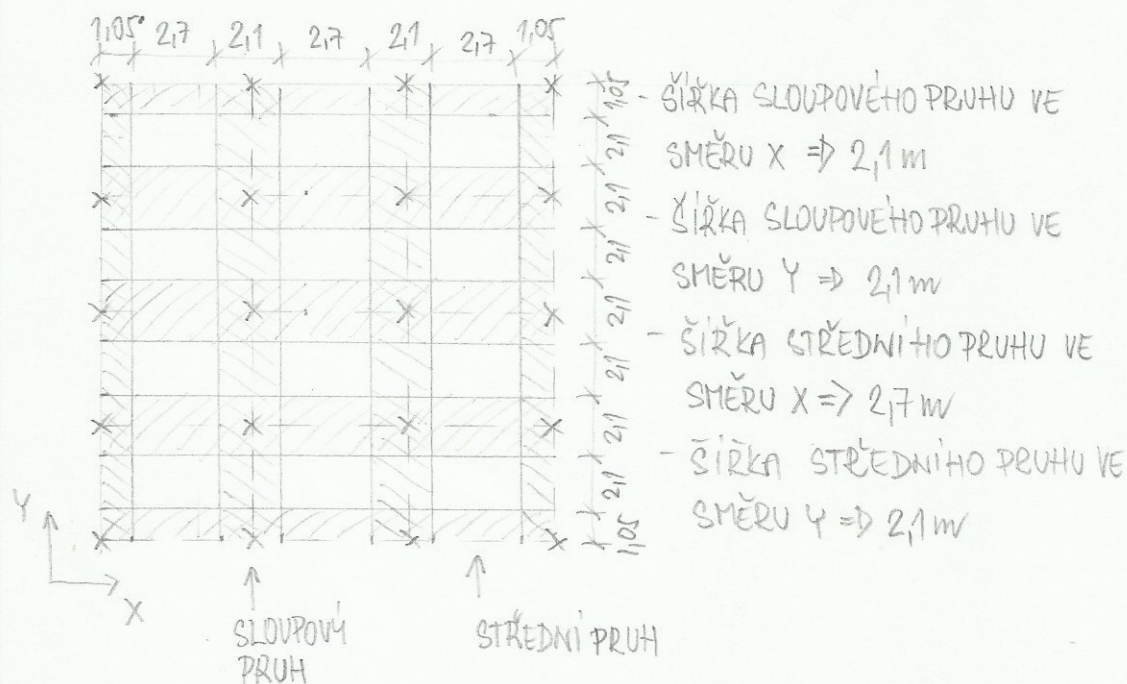 1,05 2,7 2,1 2,7 2,1 2,7 1,05
1,05
2,1
2,1
2,1
2,1
2,1
2,1
2,1
1,05
- ŠÍŘKA SLOUPOVÉHO PRUHU VE
SMĚRU X => 2,1 m
- ŠÍŘKA SLOUPOVÉHO PRUHU VE
SMĚRU Y => 2,1 m
- ŠÍŘKA STŘEDNÍHO PRUHU VE
SMĚRU X => 2,7 m
- ŠÍŘKA STŘEDNÍHO PRUHU VE
SMĚRU Y => 2,1 m
Y
X
SLOUPOVÝ
PRUH
STŘEDNÍ PRUH